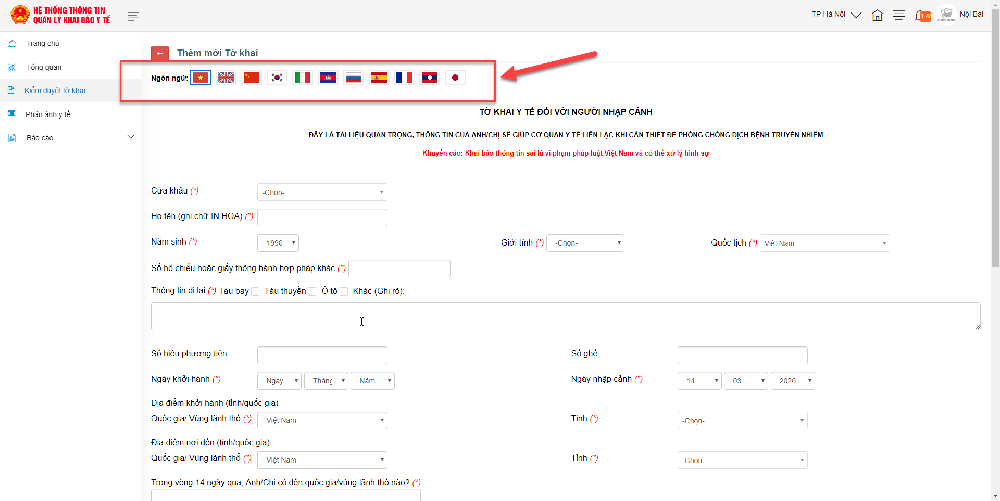 HỆ THỐNG THÔNG TIN
QUẢN LÝ KHAI BÁO Y TẾ
TP Hà Nội
1.48
KHÔNG CÓ ẢNH
Nội Bài
Trang chủ
Tổng quan
Kiểm duyệt tờ khai
Phản ánh y tế
Báo cáo
Thêm mới Tờ khai
Ngôn ngữ:
TỜ KHAI Y TẾ ĐỐI VỚI NGƯỜI NHẬP CẢNH
ĐÂY LÀ TÀI LIỆU QUAN TRỌNG, THÔNG TIN CỦA ANH/CHỊ SẼ GIÚP CƠ QUAN Y TẾ LIÊN LẠC KHI CẦN THIẾT ĐỂ PHÒNG CHỐNG DỊCH BỆNH TRUYỀN NHIỄM
Khuyến cáo: Khai báo thông tin sai là vi phạm pháp luật Việt Nam và có thể xử lý hình sự
Cửa khẩu (*) -Chọn-
Họ tên (ghi chữ IN HOA) (*)
Năm sinh (*) 1990 Giới tính (*) -Chọn- Quốc tịch (*) Việt Nam
Số hộ chiếu hoặc giấy thông hành hợp pháp khác (*)
Thông tin đi lại (*) Tàu bay Tàu thuyền Ô tô Khác (Ghi rõ):
Số hiệu phương tiện Số ghế
Ngày khởi hành (*) Ngày Tháng Năm Ngày nhập cảnh (*) 14 03 2020
Địa điểm khởi hành (tỉnh/quốc gia)
Quốc gia/ Vùng lãnh thổ (*) Việt Nam Tỉnh (*) -Chọn-
Địa điểm nơi đến (tỉnh/quốc gia)
Quốc gia/ Vùng lãnh thổ (*) Việt Nam Tỉnh (*) -Chọn-
Trong vòng 14 ngày qua, Anh/Chị có đến quốc gia/vùng lãnh thổ nào? (*)